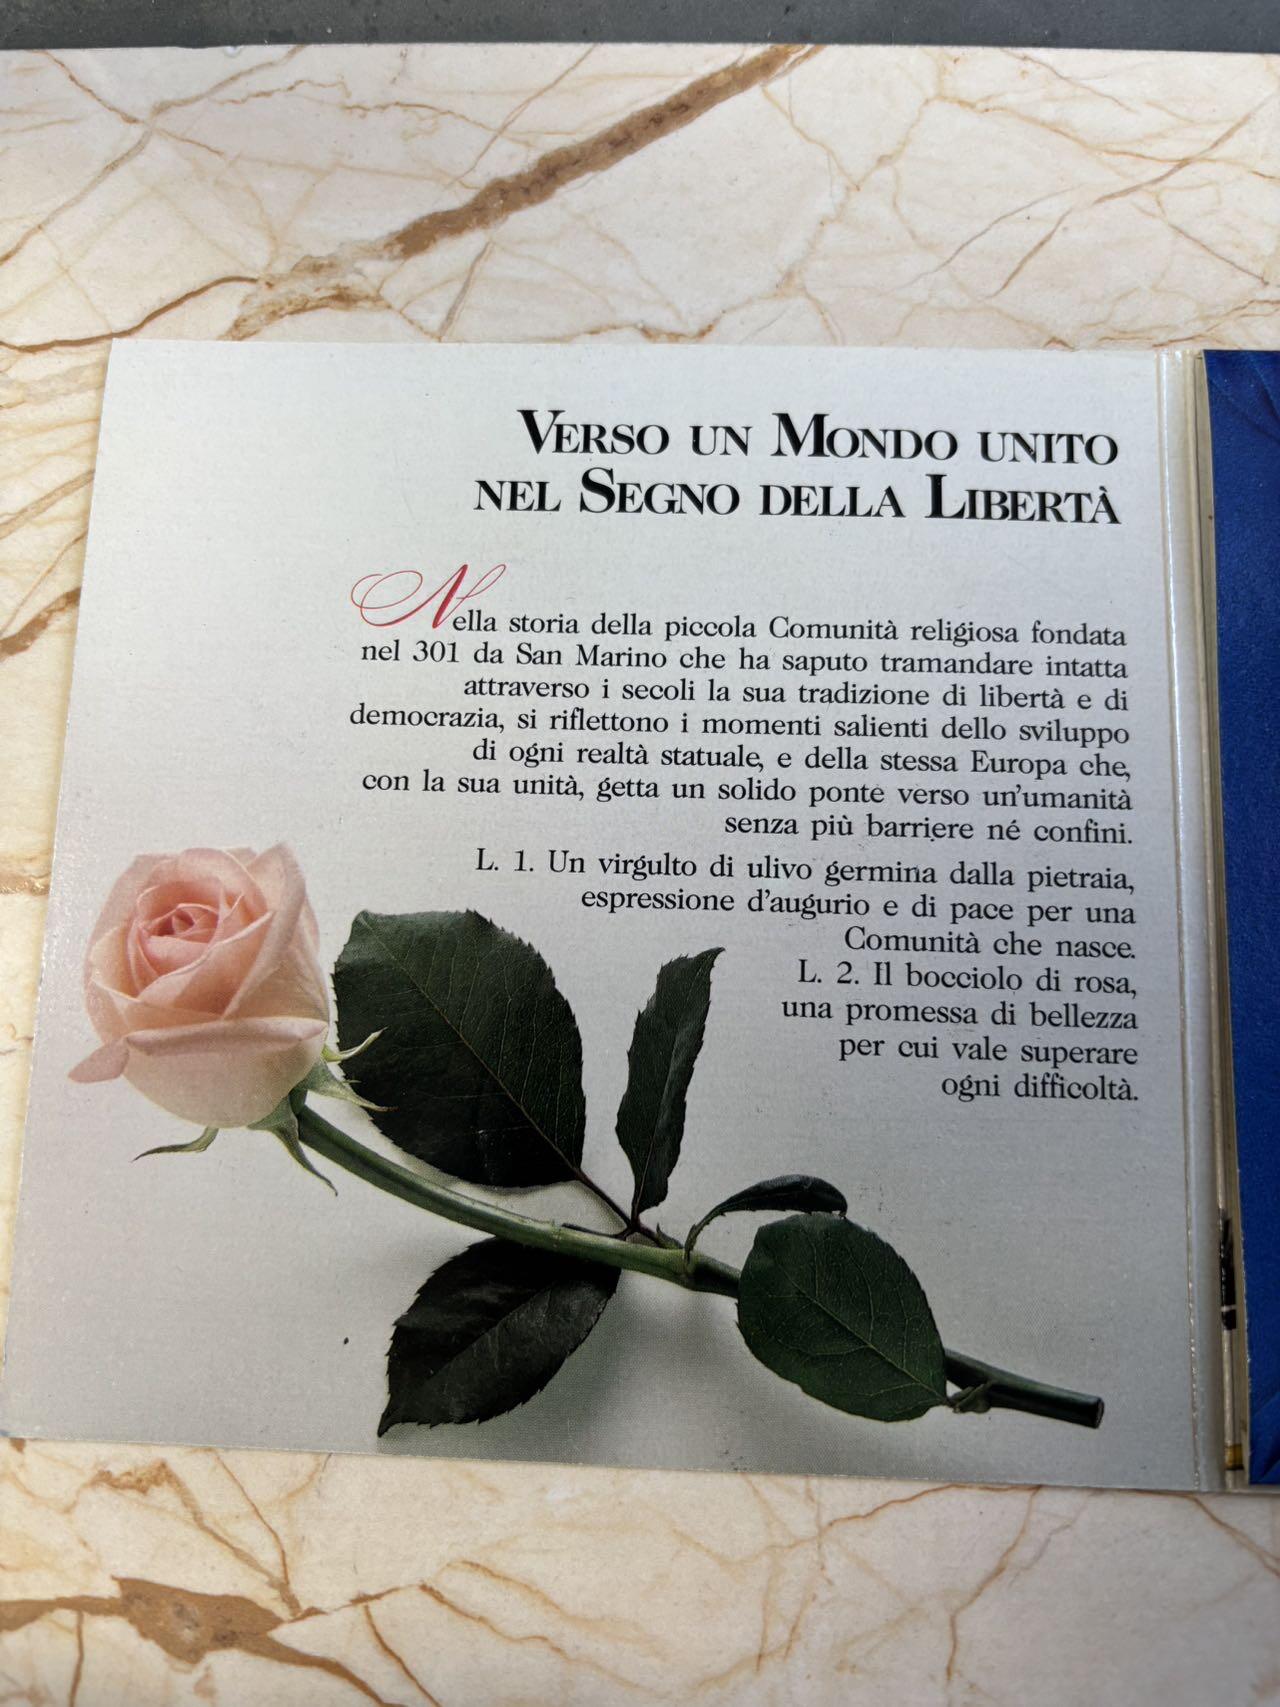 VERSO UN MONDO UNITO
NEL SEGNO DELLA LIBERTÀ
Nella storia della piccola Comunità religiosa fondata
nel 301 da San Marino che ha saputo tramandare intatta
attraverso i secoli la sua tradizione di libertà e di
democrazia, si riflettono i momenti salienti dello sviluppo
di ogni realtà statuale, e della stessa Europa che,
con la sua unità, getta un solido ponte verso un'umanità
senza più barriere né confini.
L. 1. Un virgulto di ulivo germina dalla pietraia,
espressione d'augurio e di pace per una
Comunità che nasce.
L. 2. Il bocciolo di rosa,
una promessa di bellezza
per cui vale superare
ogni difficoltà.